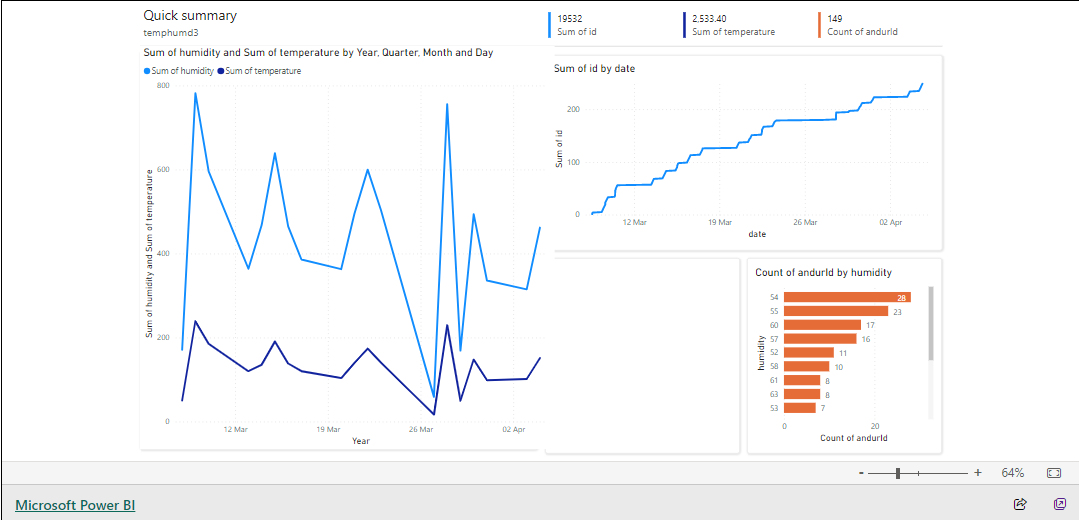 Quick summary
temphumd3
19532
Sum of id
2.533.40
Sum of temperature
149
Count of andurId
Sum of humidity and Sum of temperature by Year, Quarter, Month and Day
Sum of humidity Sum of temperature
Sum of humidity and Sum of temperature
800
600
400
200
0
12 Mar 19 Mar 26 Mar 02 Apr
Year
Sum of id by date
Sum of id
200
100
0
12 Mar 19 Mar 26 Mar 02 Apr
date
Count of andurId by humidity
humidity
54 28
55 23
60 17
57 16
52 11
58 10
61 8
63 8
53 7
0 20
Count of andurId
- + 64%
Microsoft Power BI